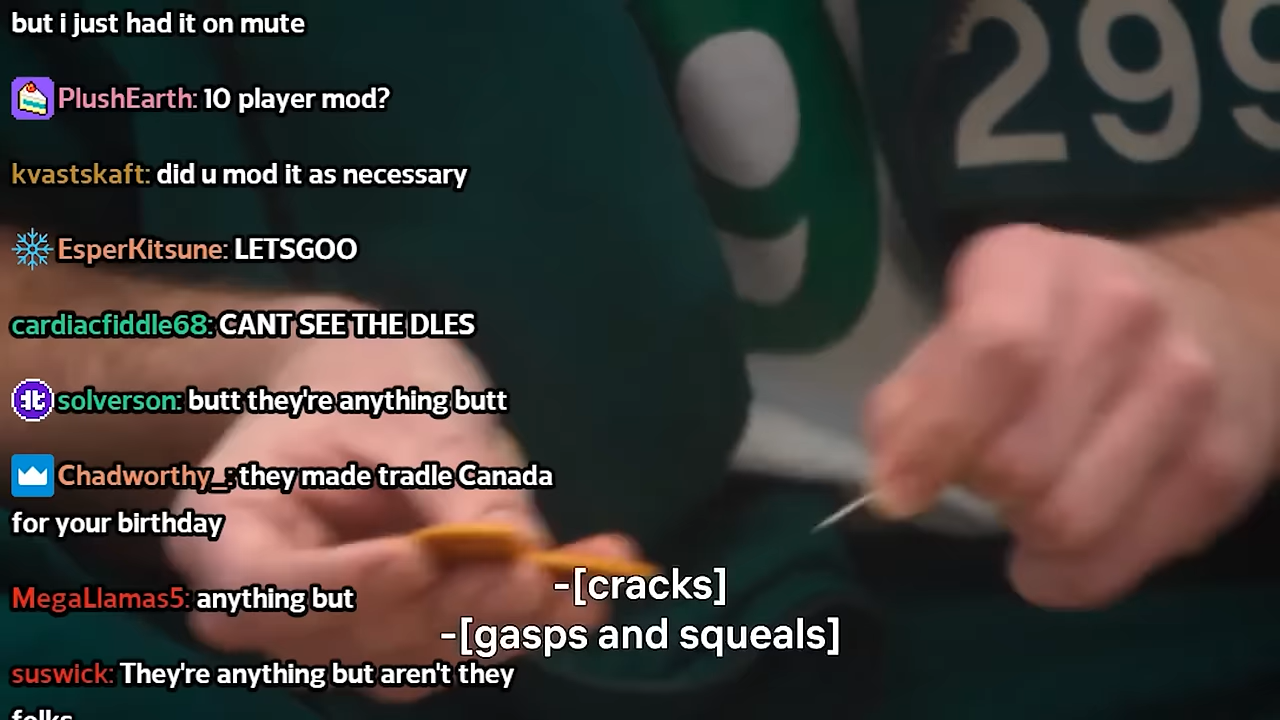 but i just had it on mute
PlushEarth: 10 player mod?
kvastskaft: did u mod it as necessary
EsperKitsune: LETSGOO
cardiacfiddle68: CANT SEE THE DLES
solverson: butt they're anything butt
Chadworthy_: they made tradle Canada
for your birthday
MegaLlamas5: anything but
suswick: They're anything but aren't they
folks
299
-[cracks]
-[gasps and squeals]